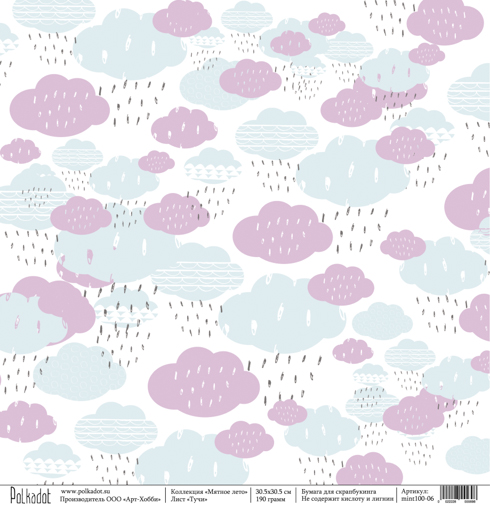 Polkadot
www.polkadot.su
Производитель ООО «Арт-Хобби»
Коллекция «Мятное лето»
Лист «Тучи»
30.5x30.5 см
190 грамм
Бумага для скрапбукинга
Не содержит кислоту и лигнин
Артикул:
mint100-06